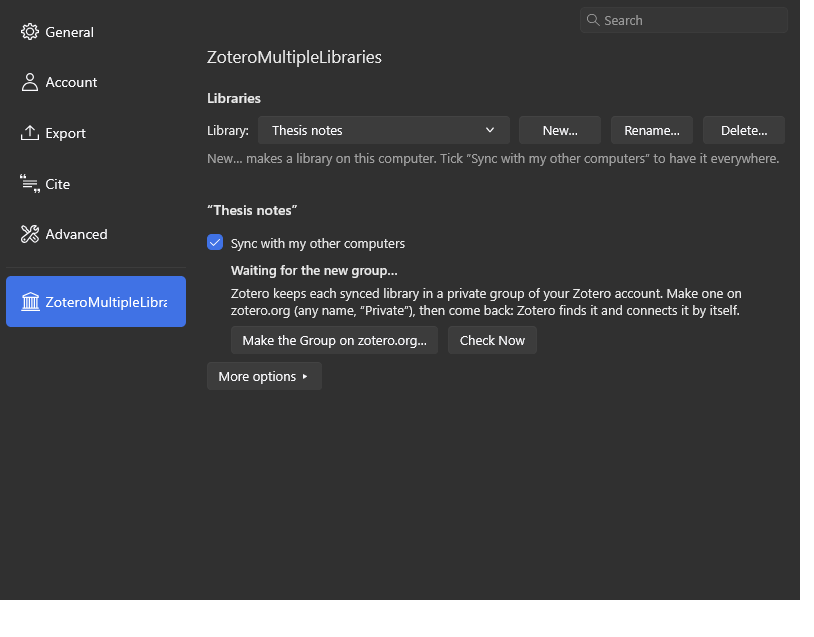 General
Account
Export
Cite
Advanced
ZoteroMultipleLibra
Search
ZoteroMultipleLibraries
Libraries
Library: Thesis notes New... Rename... Delete...
New... makes a library on this computer. Tick “Sync with my other computers” to have it everywhere.
“Thesis notes”
Sync with my other computers
Waiting for the new group...
Zotero keeps each synced library in a private group of your Zotero account. Make one on
zotero.org (any name, “Private”), then come back: Zotero finds it and connects it by itself.
Make the Group on zotero.org... Check Now
More options